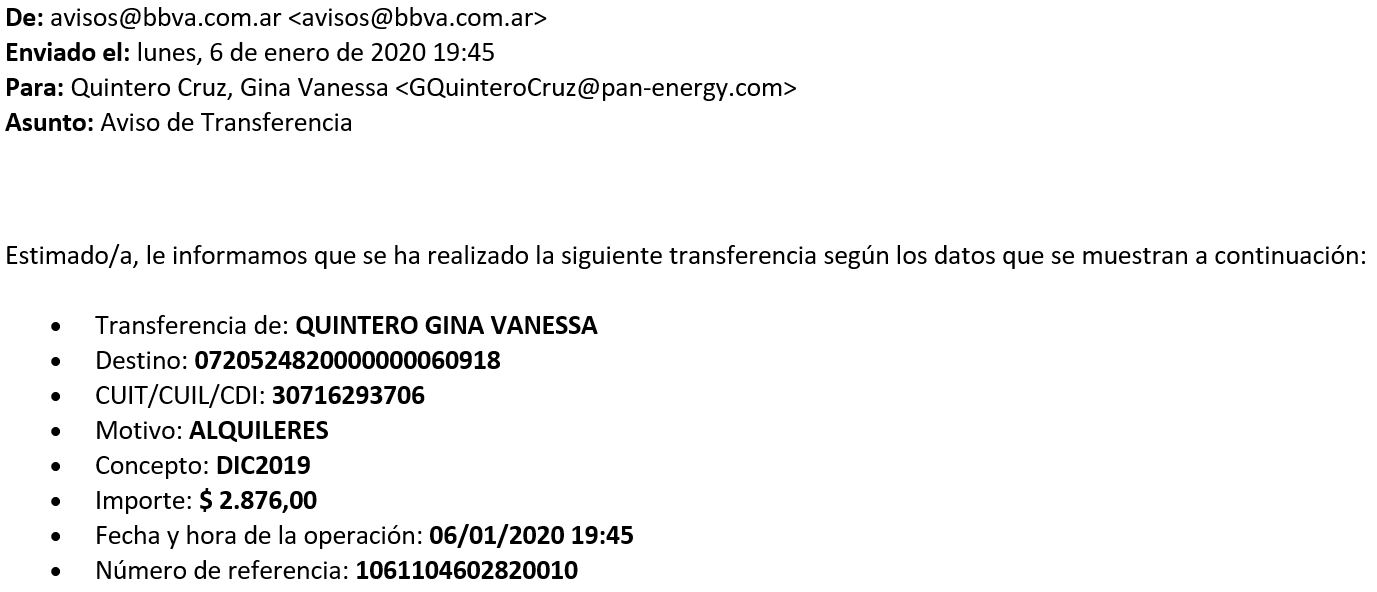 De: avisos@bbva.com.ar <avisos@bbva.com.ar>
Enviado el: lunes, 6 de enero de 2020 19:45
Para: Quintero Cruz, Gina Vanessa <GQuinteroCruz@pan-energy.com>
Asunto: Aviso de Transferencia
Estimado/a, le informamos que se ha realizado la siguiente transferencia según los datos que se muestran a continuación:
• Transferencia de: QUINTERO GINA VANESSA
• Destino: 0720524820000000060918
• CUIT/CUIL/CDI: 30716293706
• Motivo: ALQUILERES
• Concepto: DIC2019
• Importe: $ 2.876,00
• Fecha y hora de la operación: 06/01/2020 19:45
• Número de referencia: 1061104602820010